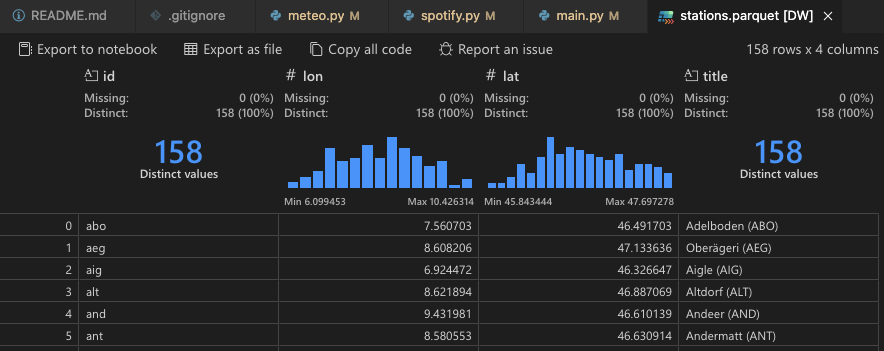 README.md .gitignore meteo.py M spotify.py M main.py M stations.parquet [DW]
Export to notebook Export as file Copy all code Report an issue 158 rows x 4 columns
id # lon # lat title
Missing: 0 (0%) Missing: 0 (0%) Missing: 0 (0%) Missing: 0 (0%)
Distinct: 158 (100%) Distinct: 158 (100%) Distinct: 158 (100%) Distinct: 158 (100%)
158 158
Distinct values Distinct values
Min 6.099453 Max 10.426314 Min 45.843444 Max 47.697278
0 abo 7.560703 46.491703 Adelboden (ABO)
1 aeg 8.608206 47.133636 Oberägeri (AEG)
2 aig 6.924472 46.326647 Aigle (AIG)
3 alt 8.621894 46.887069 Altdorf (ALT)
4 and 9.431981 46.610139 Andeer (AND)
5 ant 8.580553 46.630914 Andermatt (ANT)